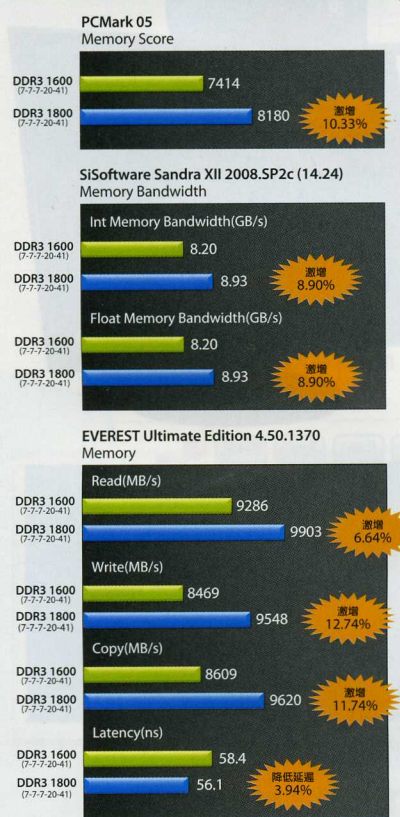 PCMark 05
Memory Score
DDR3 1600
(7-7-7-20-41)
7414
DDR3 1800
(7-7-7-20-41)
8180
激增
10.33%
SiSoftware Sandra XII 2008.SP2c (14.24)
Memory Bandwidth
Int Memory Bandwidth(GB/s)
DDR3 1600
(7-7-7-20-41)
8.20
DDR3 1800
(7-7-7-20-41)
8.93
激增
8.90%
Float Memory Bandwidth(GB/s)
DDR3 1600
(7-7-7-20-41)
8.20
DDR3 1800
(7-7-7-20-41)
8.93
激增
8.90%
EVEREST Ultimate Edition 4.50.1370
Memory
Read(MB/s)
DDR3 1600
(7-7-7-20-41)
9286
DDR3 1800
(7-7-7-20-41)
9903
激增
6.64%
Write(MB/s)
DDR3 1600
(7-7-7-20-41)
8469
DDR3 1800
(7-7-7-20-41)
9548
激增
12.74%
Copy(MB/s)
DDR3 1600
(7-7-7-20-41)
8609
DDR3 1800
(7-7-7-20-41)
9620
激增
11.74%
Latency(ns)
DDR3 1600
(7-7-7-20-41)
58.4
DDR3 1800
(7-7-7-20-41)
56.1
降低延遲
3.94%